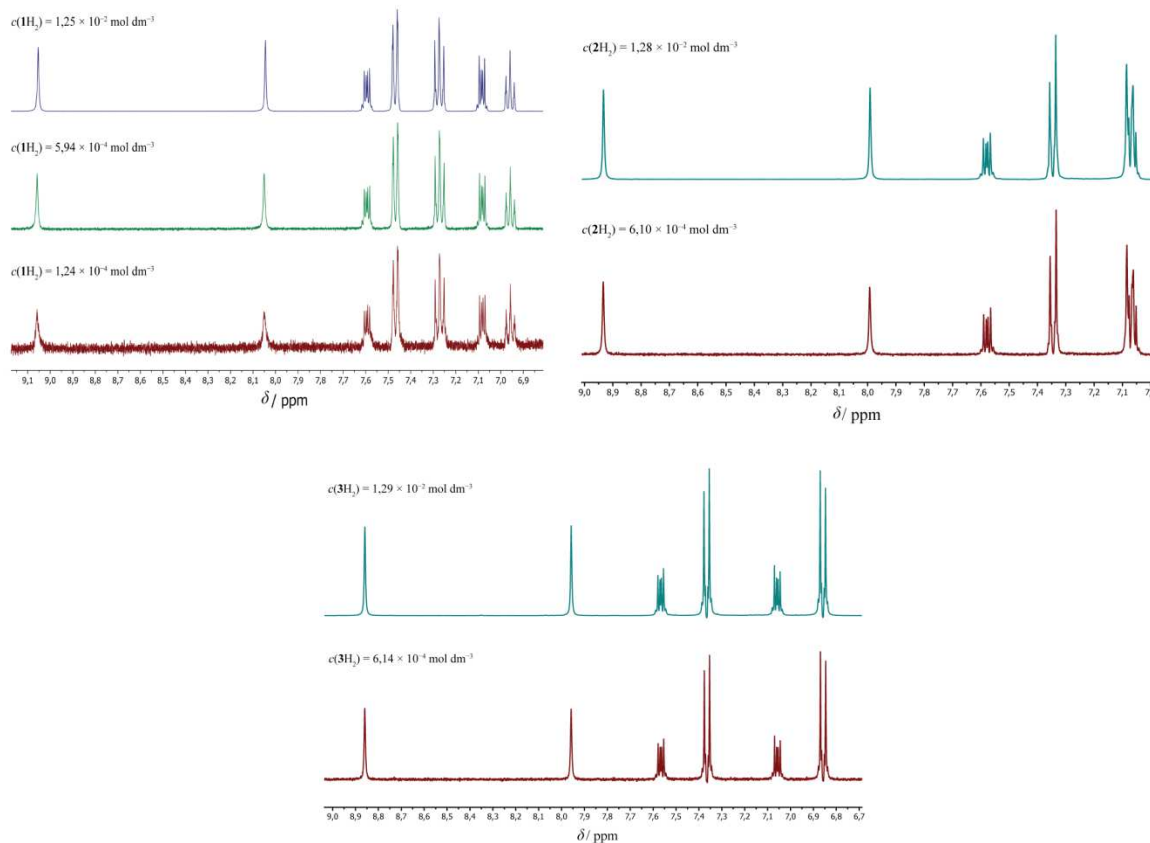 c(1H₂) = 1,25 × 10⁻² mol dm⁻³
c(1H₂) = 5,94 × 10⁻⁴ mol dm⁻³
c(1H₂) = 1,24 × 10⁻⁴ mol dm⁻³
9,1 9,0 8,9 8,8 8,7 8,6 8,5 8,4 8,3 8,2 8,1 8,0 7,9 7,8 7,7 7,6 7,5 7,4 7,3 7,2 7,1 7,0 6,9
δ / ppm
c(2H₂) = 1,28 × 10⁻² mol dm⁻³
c(2H₂) = 6,10 × 10⁻⁴ mol dm⁻³
9,0 8,9 8,8 8,7 8,6 8,5 8,4 8,3 8,2 8,1 8,0 7,9 7,8 7,7 7,6 7,5 7,4 7,3 7,2 7,1 7,0
δ/ ppm
c(3H₂) = 1,29 × 10⁻² mol dm⁻³
c(3H₂) = 6,14 × 10⁻⁴ mol dm⁻³
9,0 8,9 8,8 8,7 8,6 8,5 8,4 8,3 8,2 8,1 8,0 7,9 7,8 7,7 7,6 7,5 7,4 7,3 7,2 7,1 7,0 6,9 6,8 6,7
δ/ ppm